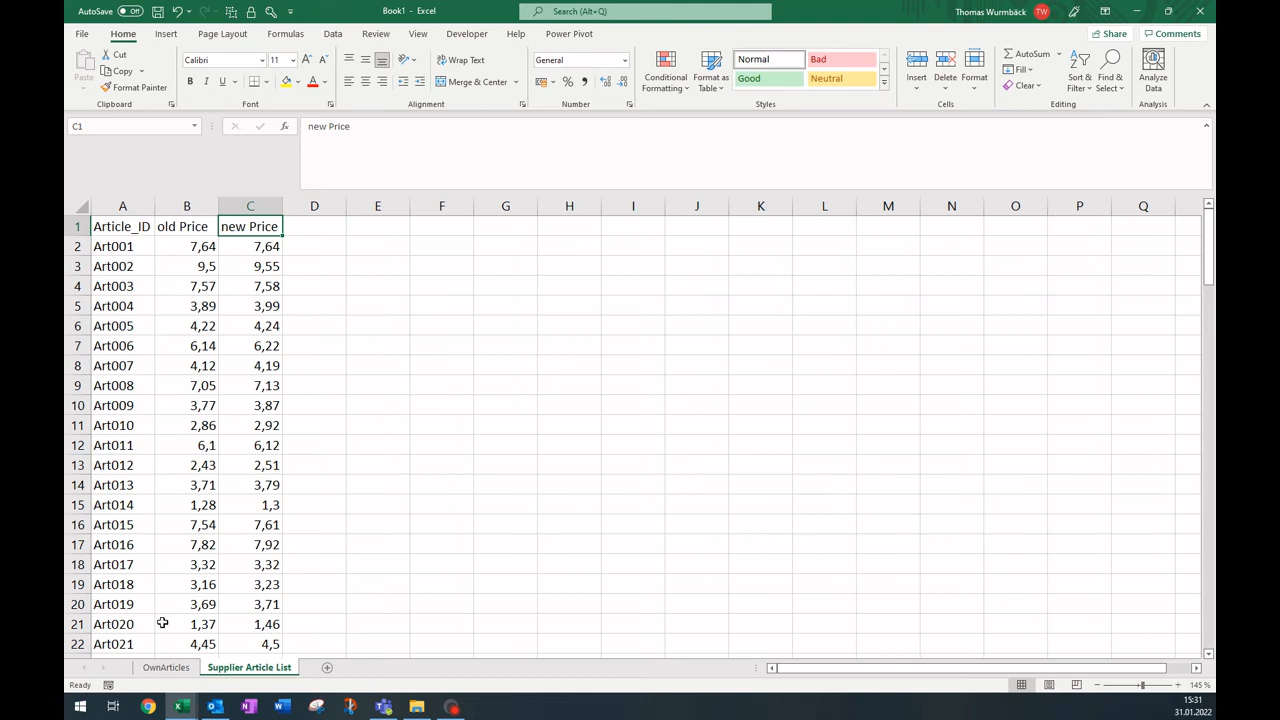 AutoSave Off Book1 - Excel Search (Alt+Q) Thomas Wurmbäck TW
File Home Insert Page Layout Formulas Data Review View Developer Help Power Pivot Share Comments
Paste Cut Copy Format Painter Clipboard
Calibri 11 B I U A Font
Wrap Text Merge & Center Alignment
General % Number
Conditional Formatting Format as Table Normal Bad Good Neutral Styles
Insert Delete Format Cells
AutoSum Fill Clear Sort & Filter Find & Select Editing
Analyze Data Analysis
C1 fx new Price
A B C D E F G H I J K L M N O P Q
1 Article_ID old Price new Price
2 Art001 7,64 7,64
3 Art002 9,5 9,55
4 Art003 7,57 7,58
5 Art004 3,89 3,99
6 Art005 4,22 4,24
7 Art006 6,14 6,22
8 Art007 4,12 4,19
9 Art008 7,05 7,13
10 Art009 3,77 3,87
11 Art010 2,86 2,92
12 Art011 6,1 6,12
13 Art012 2,43 2,51
14 Art013 3,71 3,79
15 Art014 1,28 1,3
16 Art015 7,54 7,61
17 Art016 7,82 7,92
18 Art017 3,32 3,32
19 Art018 3,16 3,23
20 Art019 3,69 3,71
21 Art020 1,37 1,46
22 Art021 4,45 4,5
OwnArticles Supplier Article List
Ready 145 %
15:31
31.01.2022